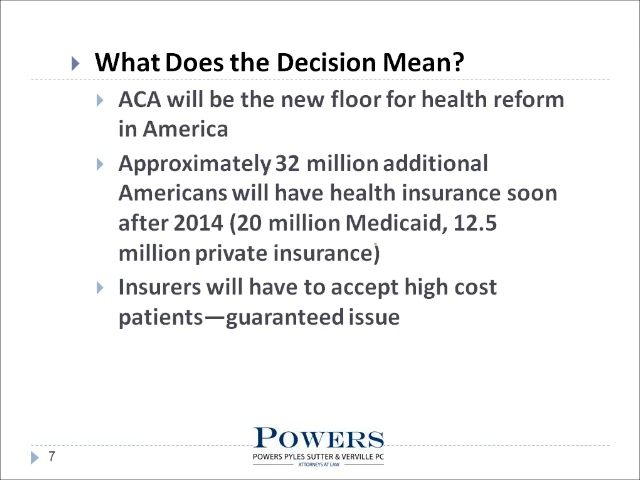 What Does the Decision Mean?
ACA will be the new floor for health reform
in America
Approximately 32 million additional
Americans will have health insurance soon
after 2014 (20 million Medicaid, 12.5
million private insurance)
Insurers will have to accept high cost
patients—guaranteed issue
POWERS
POWERS PYLES SUTTER & VERVILLE PC
ATTORNEYS AT LAW
7